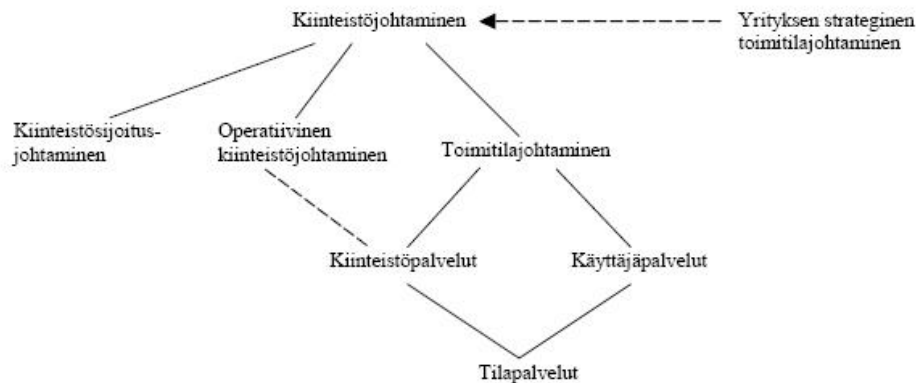 Kiinteistöjohtaminen
Yrityksen strateginen
toimitilajohtaminen
Kiinteistösijoitus-
johtaminen
Operatiivinen
kiinteistöjohtaminen
Toimitilajohtaminen
Kiinteistöpalvelut
Käyttäjäpalvelut
Tilapalvelut